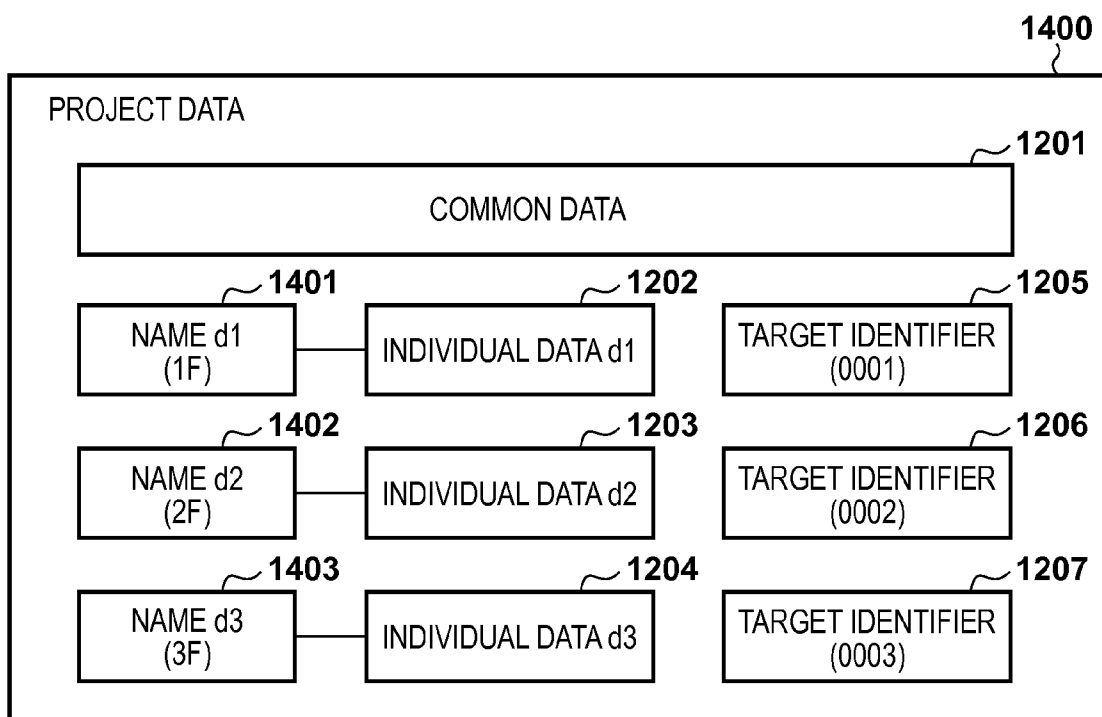 1400
PROJECT DATA
1201
COMMON DATA
1401
1202
1205
NAME d1
(1F)
INDIVIDUAL DATA d1
TARGET IDENTIFIER
(0001)
1402
1203
1206
NAME d2
(2F)
INDIVIDUAL DATA d2
TARGET IDENTIFIER
(0002)
1403
1204
1207
NAME d3
(3F)
INDIVIDUAL DATA d3
TARGET IDENTIFIER
(0003)